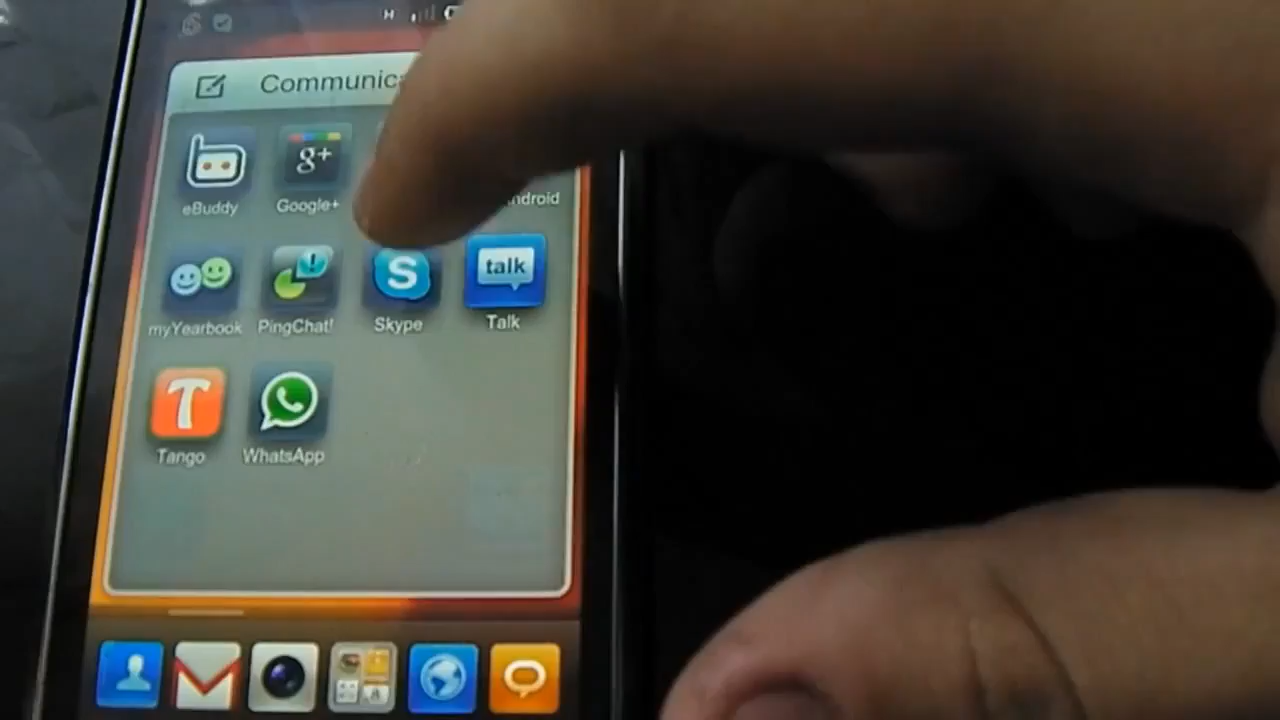 Communic
eBuddy
g+
Google+
ndroid
myYearbook
PingChat!
S
Skype
talk
Talk
T
Tango
WhatsApp